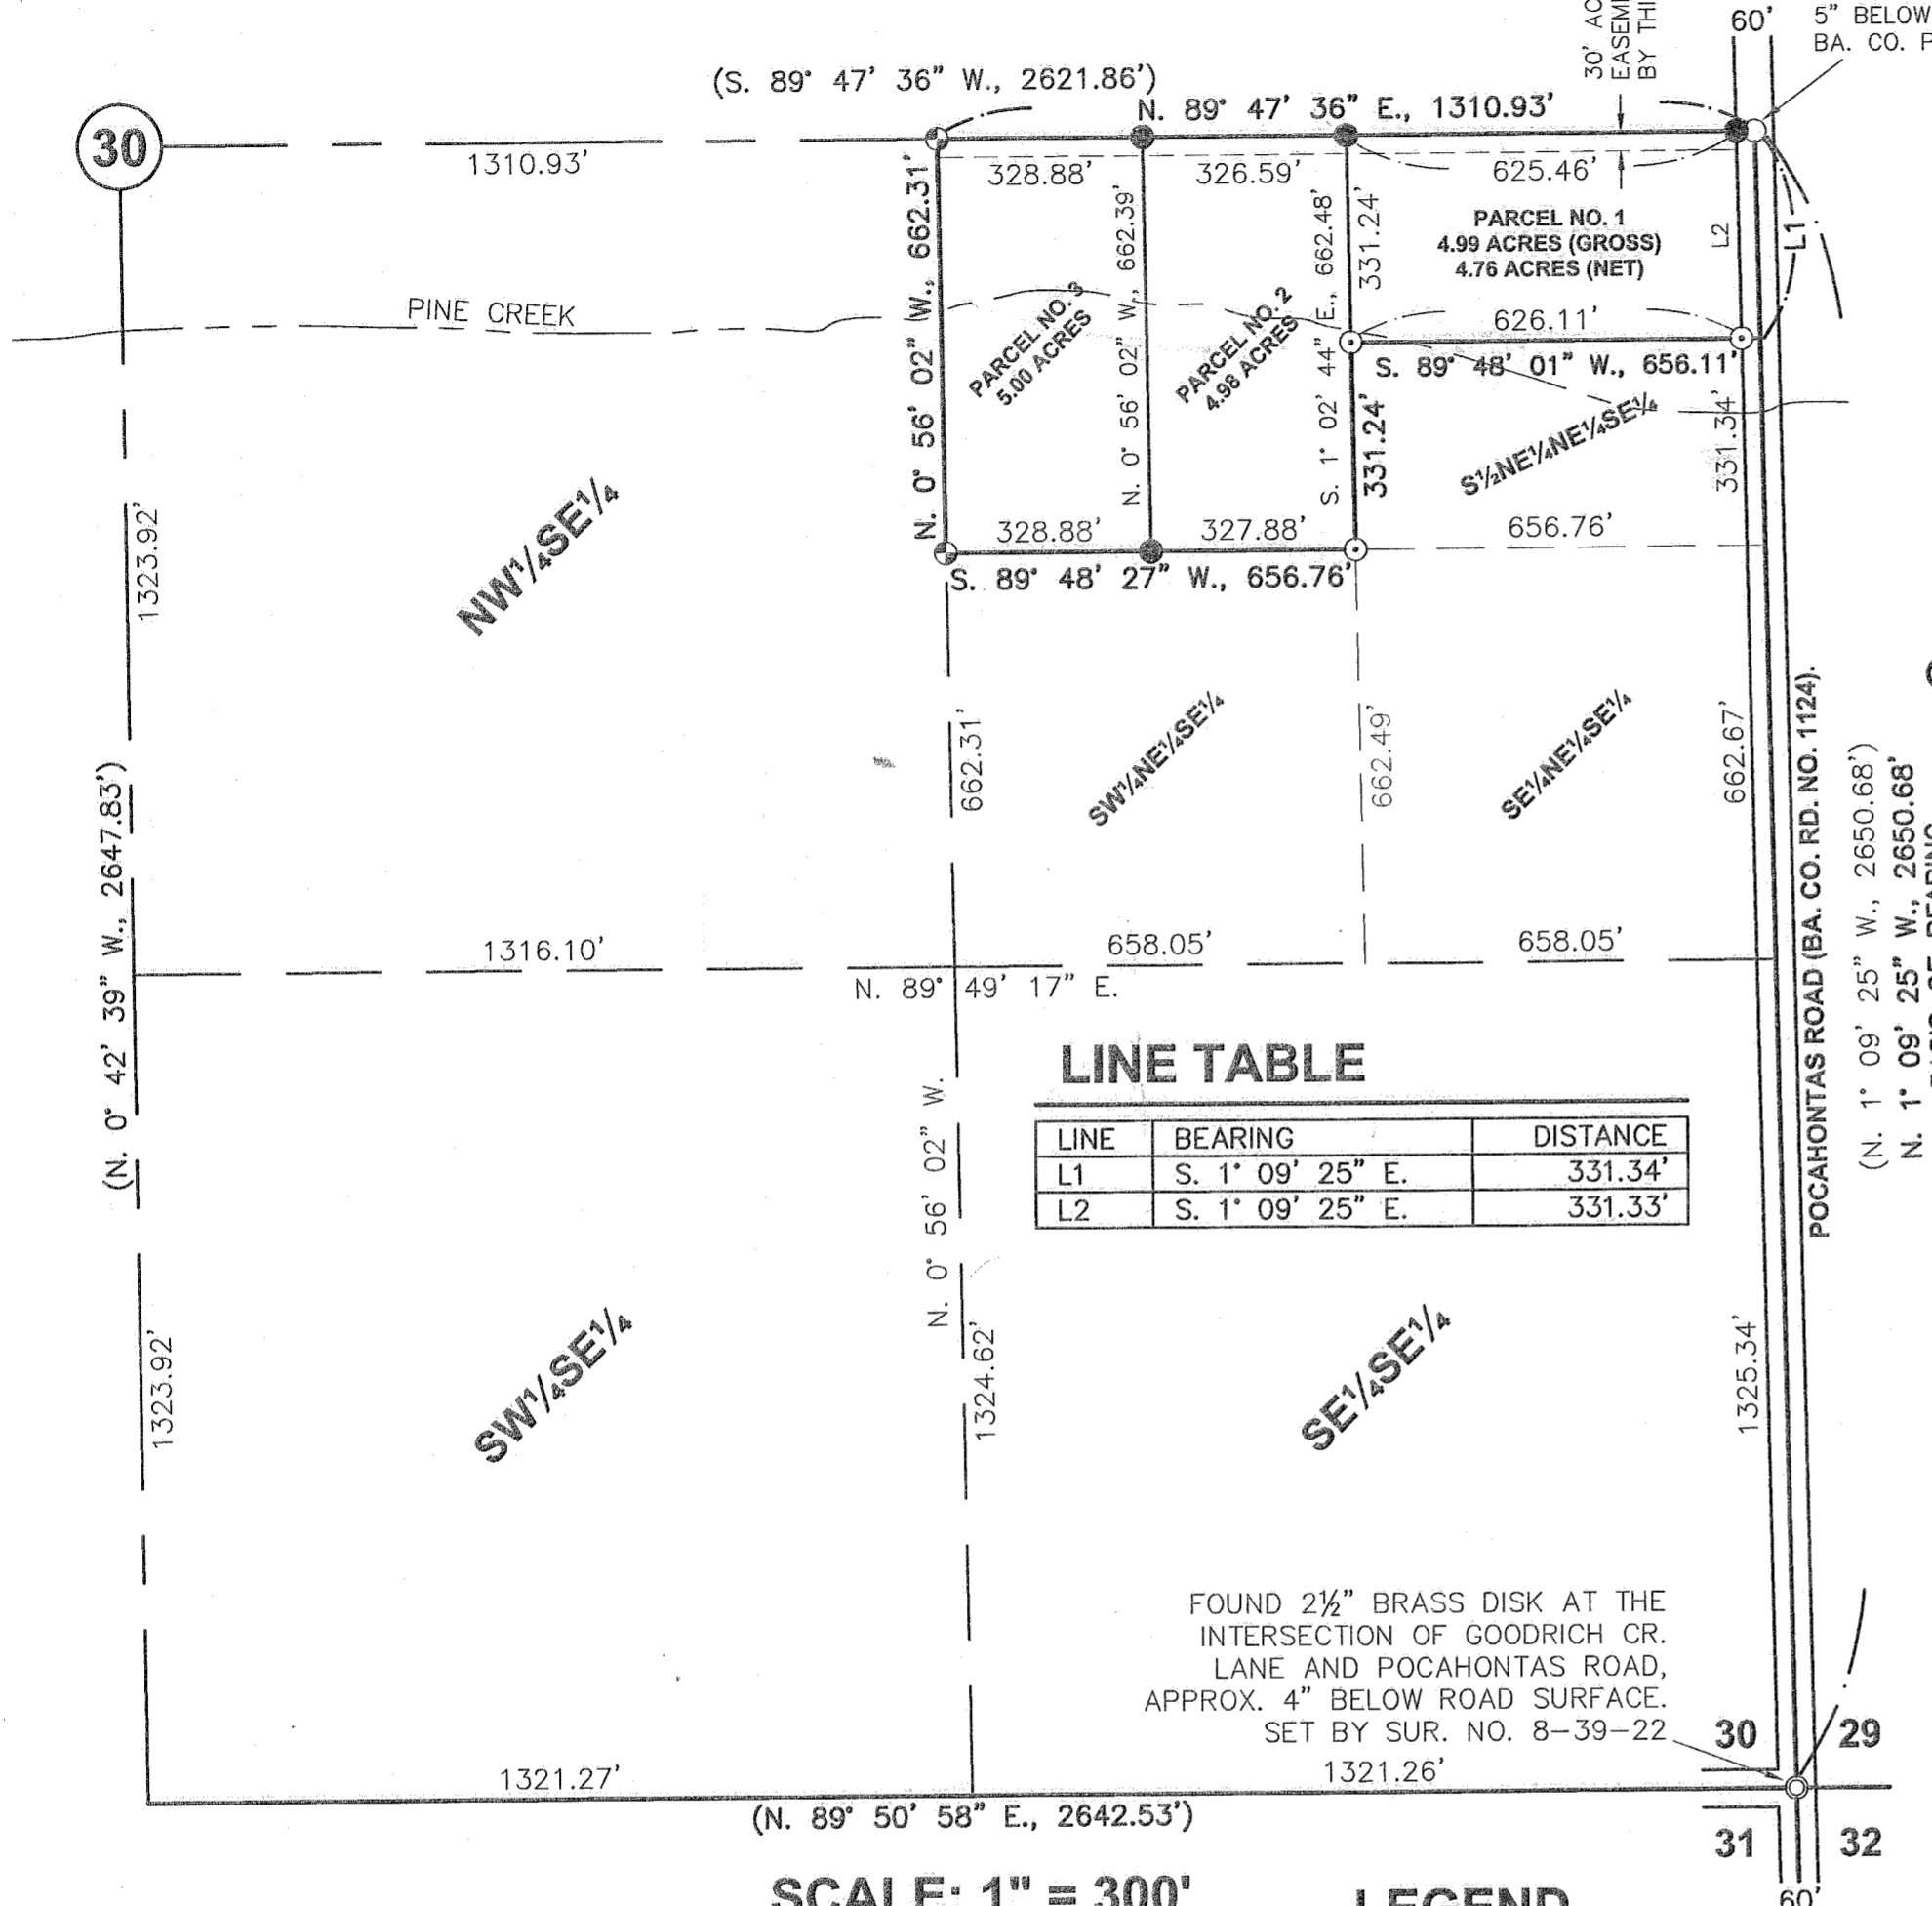 60'
5" BELOW
BA. CO.
30' AC
EASEM
BY THI
(S. 89° 47' 36" W., 2621.86')
N. 89° 47' 36" E., 1310.93'
30
1310.93'
328.88'
326.59'
625.46'
N. 0° 56' 02" W., 662.31'
N. 0° 56' 02" W., 662.39'
S. 1° 02' 44" E., 662.48'
331.24'
PARCEL NO. 1
4.99 ACRES (GROSS)
4.76 ACRES (NET)
L2
L1
PINE CREEK
PARCEL NO. 3
5.00 ACRES
PARCEL NO. 2
4.98 ACRES
626.11'
S. 89° 48' 01" W., 656.11'
331.24'
S½NE¼NE¼SE¼
331.34'
1323.92'
NW¼SE¼
328.88'
327.88'
656.76'
S. 89° 48' 27" W., 656.76'
662.31'
SW¼NE¼SE¼
662.49'
SE¼NE¼SE¼
662.67'
POCAHONTAS ROAD (BA. CO. RD. NO. 1124).
(N. 1° 09' 25" W., 2650.68')
N. 1° 09' 25" W., 2650.68'
BASIS OF BEARING
(N. 0° 42' 39" W., 2647.83')
1316.10'
658.05'
658.05'
N. 89° 49' 17" E.
LINE TABLE
LINE BEARING DISTANCE
L1 S. 1° 09' 25" E. 331.34'
L2 S. 1° 09' 25" E. 331.33'
N. 0° 56' 02" W.
1323.92'
SW¼SE¼
1324.62'
SE¼SE¼
1325.34'
FOUND 2½" BRASS DISK AT THE
INTERSECTION OF GOODRICH CR.
LANE AND POCAHONTAS ROAD,
APPROX. 4" BELOW ROAD SURFACE.
SET BY SUR. NO. 8-39-22
30 29
1321.27'
1321.26'
(N. 89° 50' 58" E., 2642.53')
31 32
SCALE: 1" = 300'
LEGEND
60'